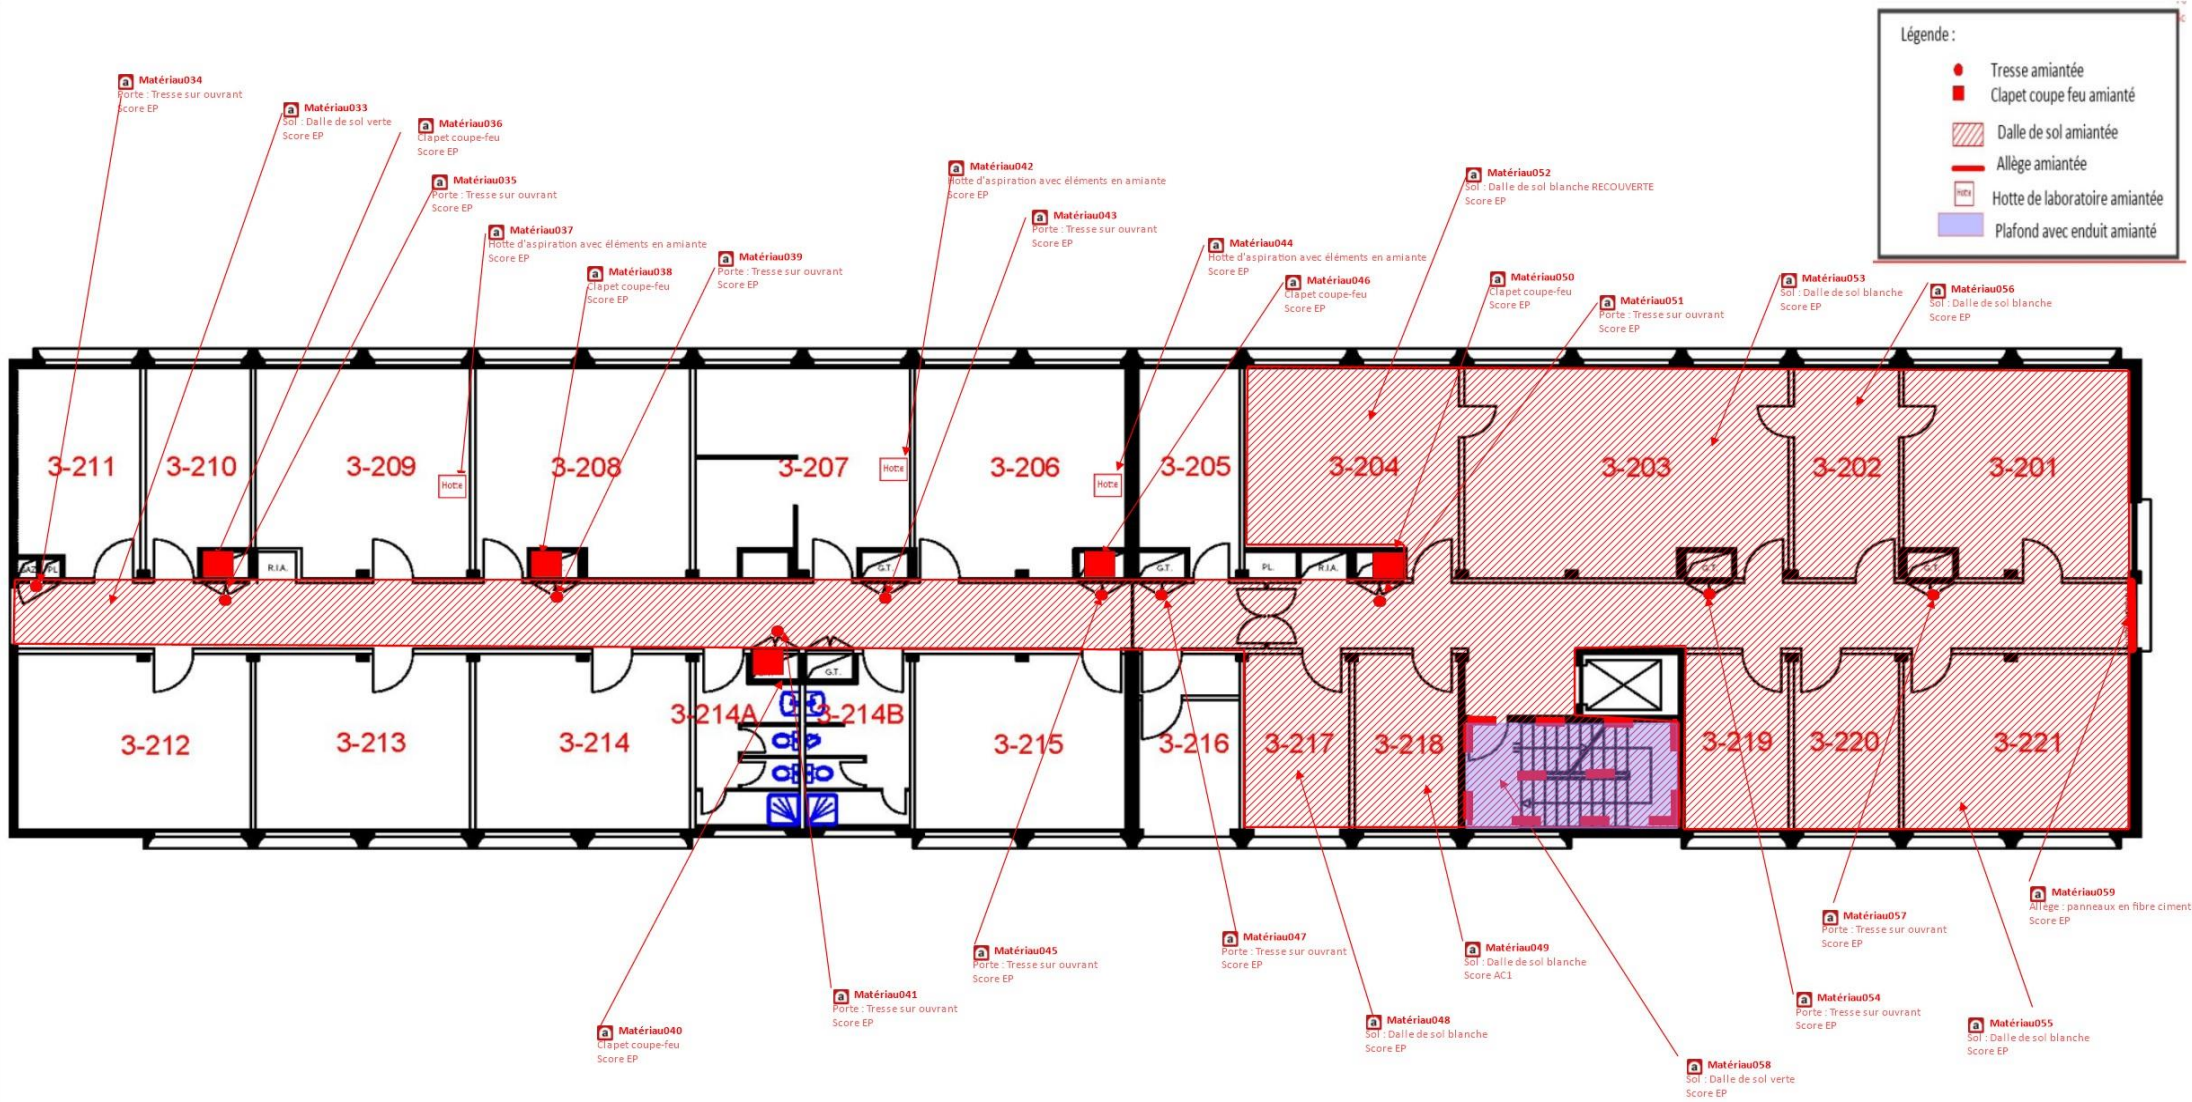 Légende :
Tresse amiantée
Clapet coupe feu amianté
Dalle de sol amiantée
Allège amiantée
Hotte
Hotte de laboratoire amiantée
Plafond avec enduit amianté
a Matériau034
Porte : Tresse sur ouvrant
Score EP
a Matériau033
Sol : Dalle de sol verte
Score EP
a Matériau036
Clapet coupe-feu
Score EP
a Matériau035
Porte : Tresse sur ouvrant
Score EP
a Matériau037
Hotte d'aspiration avec éléments en amiante
Score EP
a Matériau038
Clapet coupe-feu
Score EP
a Matériau039
Porte : Tresse sur ouvrant
Score EP
a Matériau042
Hotte d'aspiration avec éléments en amiante
Score EP
a Matériau043
Porte : Tresse sur ouvrant
Score EP
a Matériau044
Hotte d'aspiration avec éléments en amiante
Score EP
a Matériau046
Clapet coupe-feu
Score EP
a Matériau052
Sol : Dalle de sol blanche RECOUVERTE
Score EP
a Matériau050
Clapet coupe-feu
Score EP
a Matériau051
Porte : Tresse sur ouvrant
Score EP
a Matériau053
Sol : Dalle de sol blanche
Score EP
a Matériau056
Sol : Dalle de sol blanche
Score EP
3-211
3-210
3-209
Hotte
3-208
3-207
Hotte
3-206
Hotte
3-205
3-204
3-203
3-202
3-201
GAZ
PL
R.I.A.
G.T.
G.T.
PL.
R.I.A.
G.T.
G.T.
G.T.
3-212
3-213
3-214
3-214A
3-214B
3-215
3-216
3-217
3-218
3-219
3-220
3-221
a Matériau059
Allège : panneaux en fibre ciment
Score EP
a Matériau057
Porte : Tresse sur ouvrant
Score EP
a Matériau047
Porte : Tresse sur ouvrant
Score EP
a Matériau049
Sol : Dalle de sol blanche
Score AC1
a Matériau045
Porte : Tresse sur ouvrant
Score EP
a Matériau041
Porte : Tresse sur ouvrant
Score EP
a Matériau054
Porte : Tresse sur ouvrant
Score EP
a Matériau048
Sol : Dalle de sol blanche
Score EP
a Matériau055
Sol : Dalle de sol blanche
Score EP
a Matériau040
Clapet coupe-feu
Score EP
a Matériau058
Sol : Dalle de sol verte
Score EP